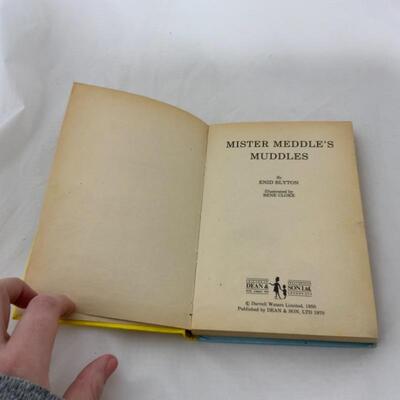 MISTER MEDDLE'S
MUDDLES
By
ENID BLYTON
Illustrated by
RENE CLOKE
DEAN &
SON Ltd.
© Darrell Waters Limited, 1950
Published by DEAN & SON, LTD 1970